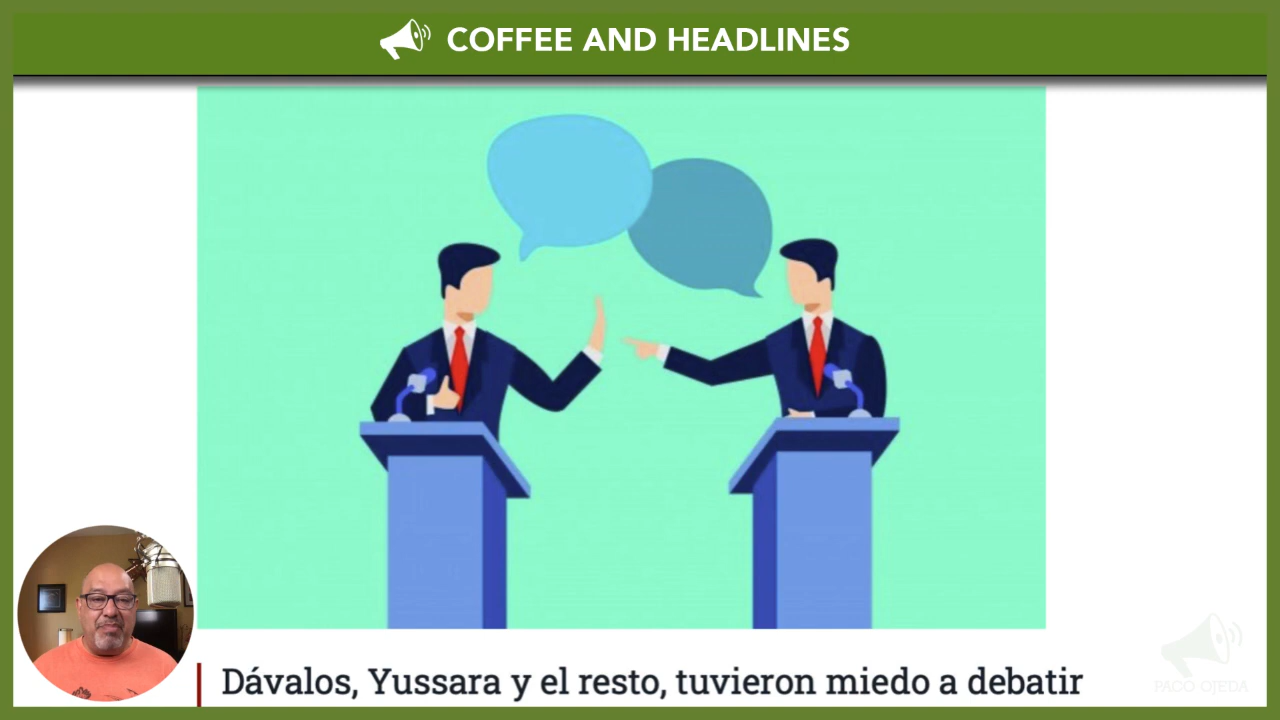 COFFEE AND HEADLINES
Dávalos, Yussara y el resto, tuvieron miedo a debatir
PACO OJEDA